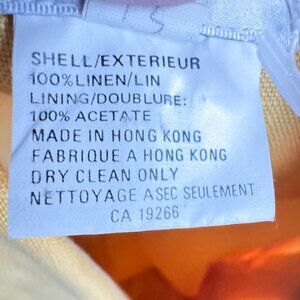 SHELL/EXTERIEUR
100% LINEN/LIN
LINING/DOUBLURE:
100% ACETATE
MADE IN HONG KONG
FABRIQUE A HONG KONG
DRY CLEAN ONLY
NETTOYAGE ASEC SEULEMENT
CA 19266